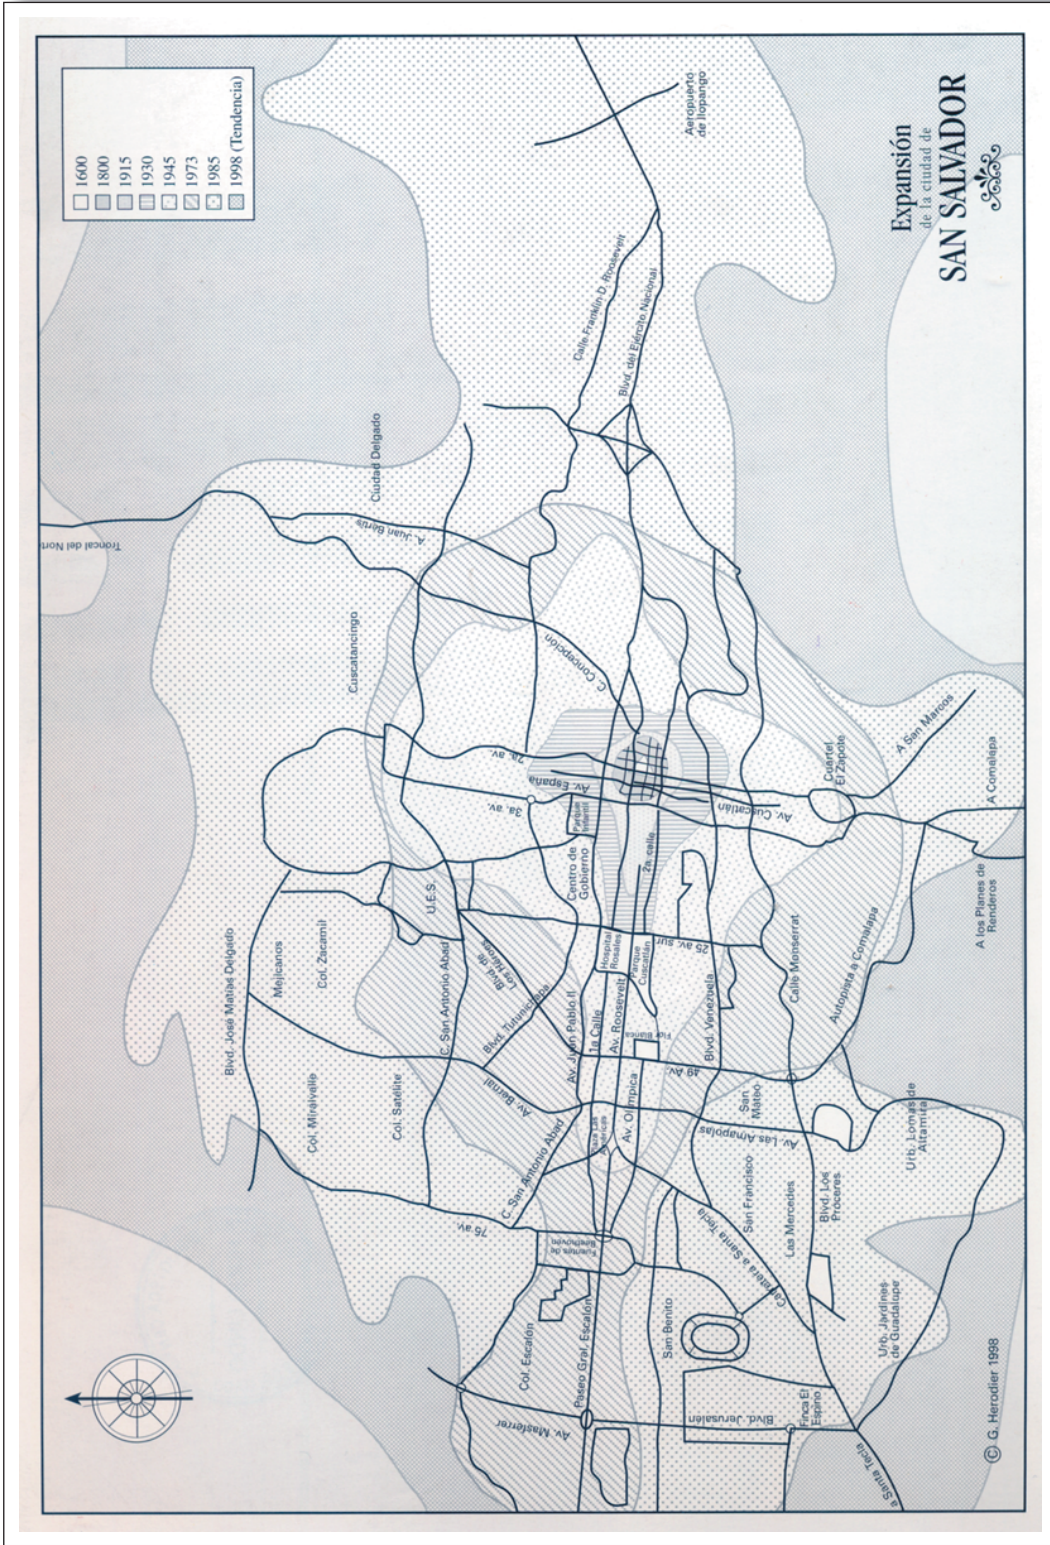 Expansión
de la ciudad de
SAN SALVADOR
1600
1800
1915
1930
1945
1973
1985
1998 (Tendencia)
Troncal del Nort
Aeropuerto
de Ilopango
Calle Franklin D. Roosevelt
Blvd. del Ejército Nacional
Ciudad Delgado
A. Juan Bertis
Cuscatancingo
C. Concepción
2a. av.
Av. España
3a. av.
Parque
Infantil
Centro de
Gobierno
2a. calle
Av. Cuscatlán
Cuartel
El Zapote
A San Marcos
A Comalapa
A los Planes de
Renderos
Autopista a Comalapa
Calle Monserrat
25 av. sur
Hospital
Rosales
Parque
Cuscatlán
U.E.S.
Blvd. de
Los Héroes
Blvd. Tutunichapa
Blvd. José Matías Delgado
Mejicanos
Col. Zacamil
C. San Antonio Abad
Av. Juan Pablo II
1a Calle
Av. Roosevelt
Flor Blanca
Blvd. Venezuela
49 Av.
Av. Bernal
Col. Miralvalle
Col. Satélite
C. San Antonio Abad
Plaza Las
Américas
Av. Olímpica
Av. Las Amapolas
San
Mateo
Urb. Lomas de
Altamira
San Francisco
Las Mercedes
Blvd. Los
Próceres
Carretera a Santa Tecla
75 av.
Fuentes de
Beethoven
Col. Escalón
Paseo Gral. Escalón
San Benito
Urb. Jardines
de Guadalupe
Av. Masferrer
Blvd. Jerusalén
Finca El
Espino
a Santa Tecla
© G. Herodier 1998